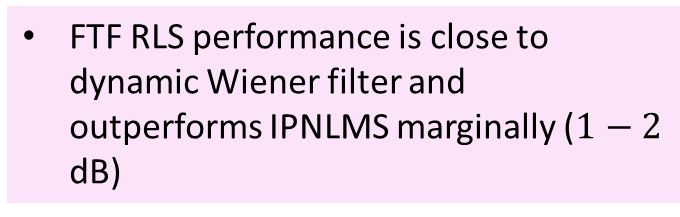 • FTF RLS performance is close to
dynamic Wiener filter and
outperforms IPNLMS marginally (1 − 2
dB)